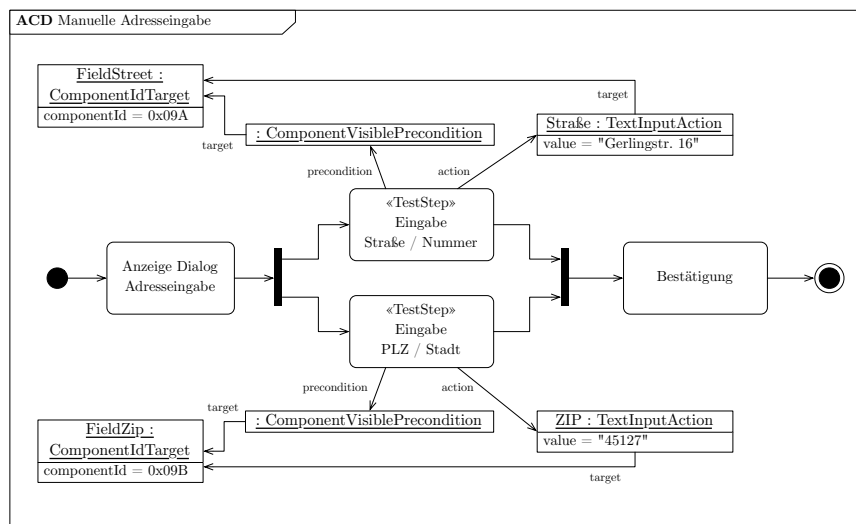 ACD Manuelle Adresseingabe
FieldStreet :
ComponentIdTarget
componentId = 0x09A
target
: ComponentVisiblePrecondition
target
Straße : TextInputAction
value = "Gerlingstr. 16"
precondition
action
«TestStep»
Eingabe
Straße / Nummer
Anzeige Dialog
Adresseingabe
Bestätigung
«TestStep»
Eingabe
PLZ / Stadt
precondition
action
target
: ComponentVisiblePrecondition
FieldZip :
ComponentIdTarget
componentId = 0x09B
ZIP : TextInputAction
value = "45127"
target